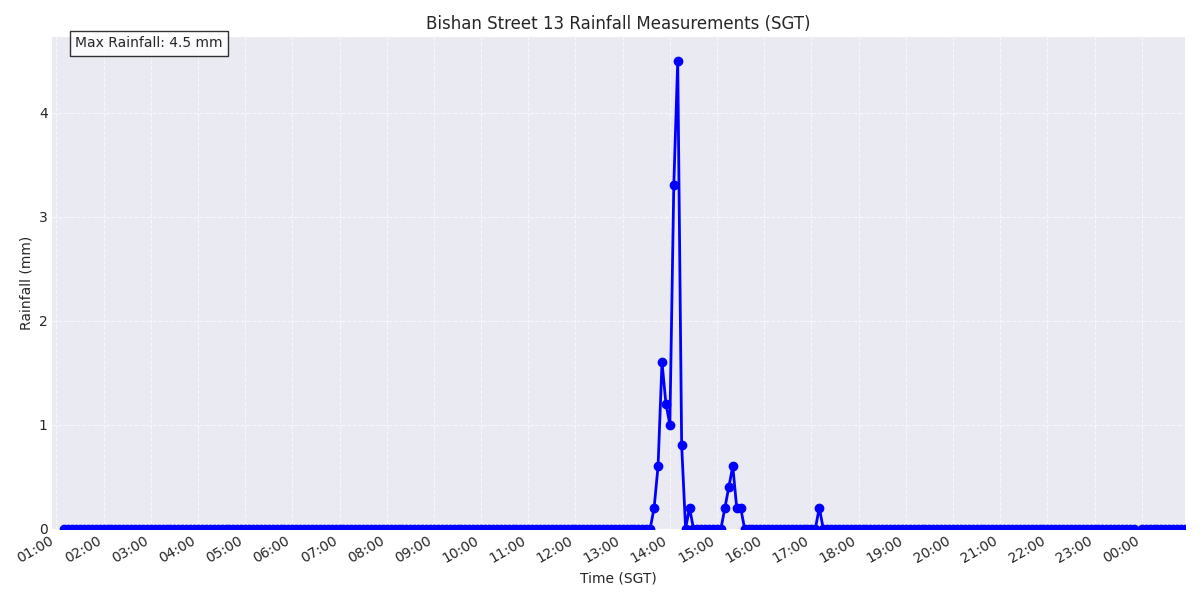 Bishan Street 13 Rainfall Measurements (SGT)
Max Rainfall: 4.5 mm
Rainfall (mm)
4
3
2
1
0
01:00 02:00 03:00 04:00 05:00 06:00 07:00 08:00 09:00 10:00 11:00 12:00 13:00 14:00 15:00 16:00 17:00 18:00 19:00 20:00 21:00 22:00 23:00 00:00
Time (SGT)